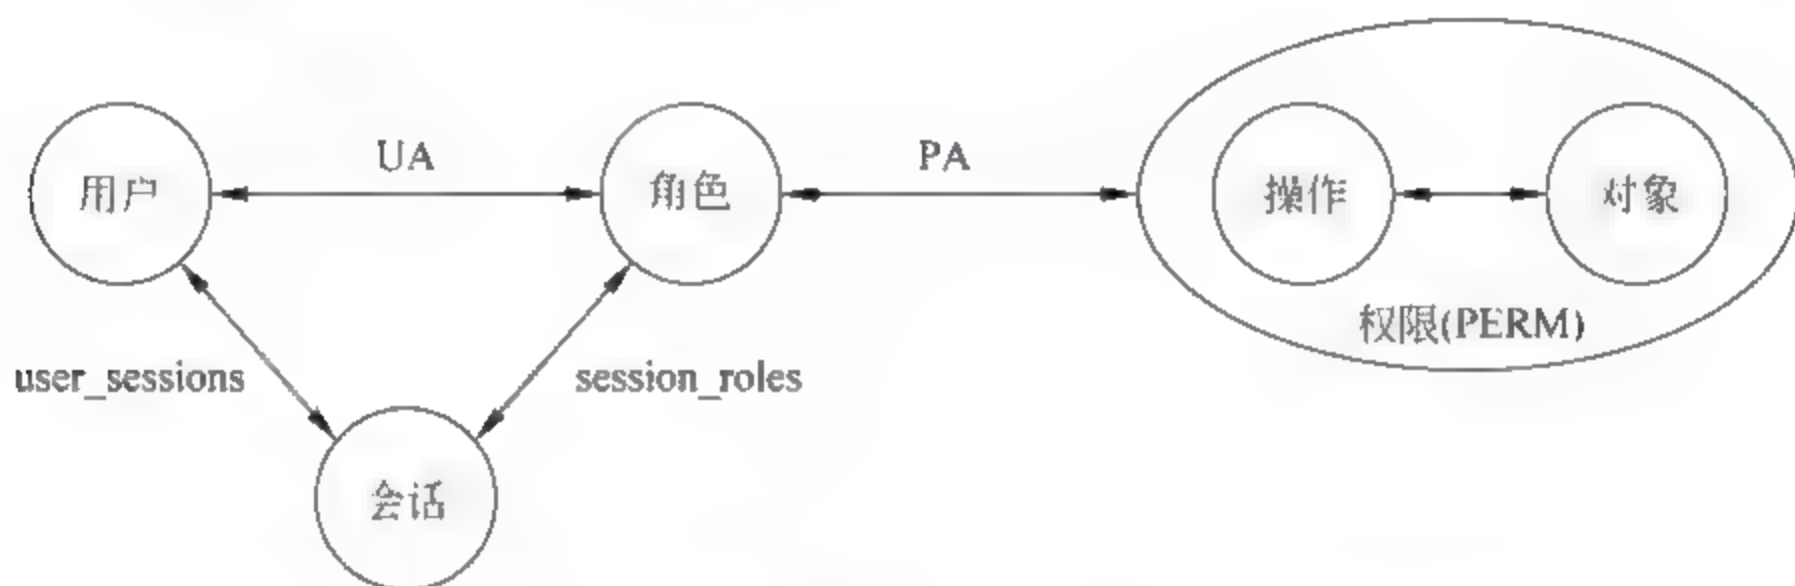 UA
PA
用户
角色
操作
对象
权限(PERM)
user_sessions
session_roles
会话